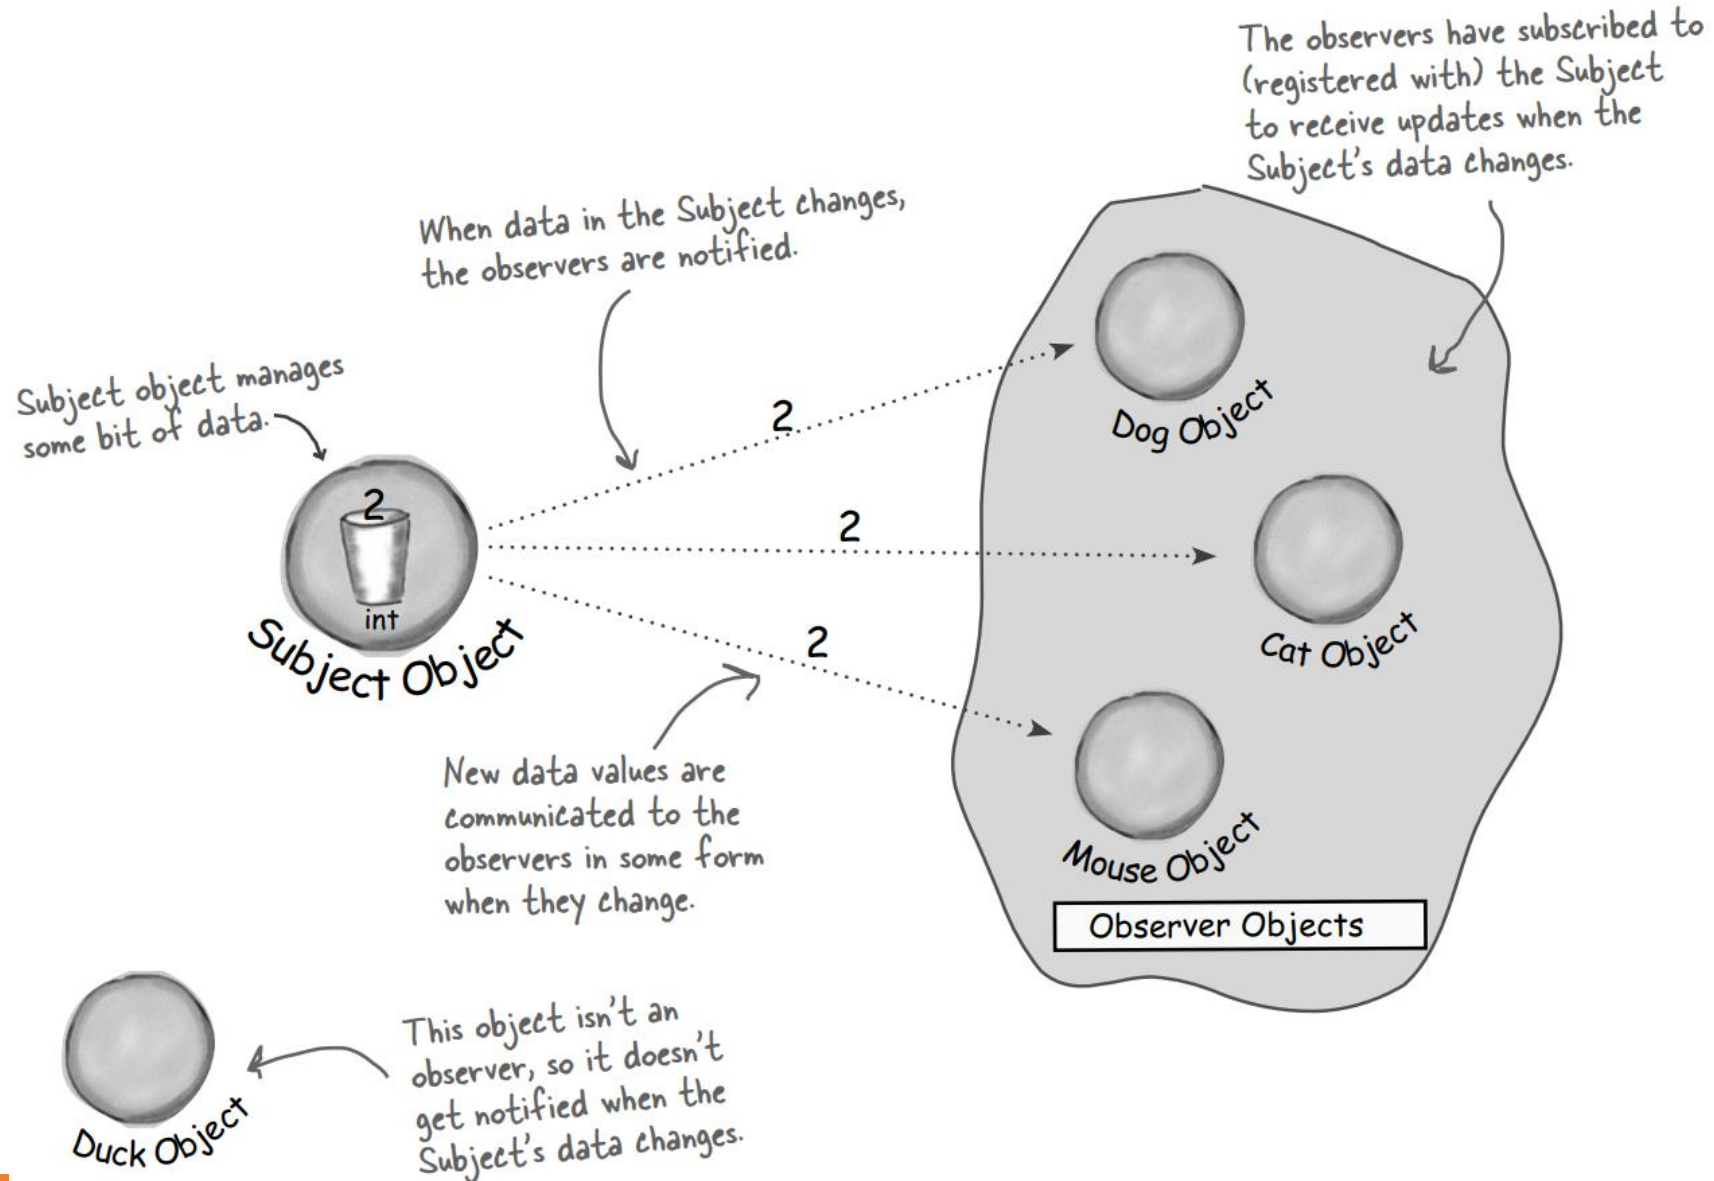 The observers have subscribed to
(registered with) the Subject
to receive updates when the
Subject's data changes.
When data in the Subject changes,
the observers are notified.
Subject object manages
some bit of data.
2
int
Subject Object
2
2
2
Dog Object
Cat Object
Mouse Object
Observer Objects
New data values are
communicated to the
observers in some form
when they change.
This object isn't an
observer, so it doesn't
get notified when the
Subject's data changes.
Duck Object